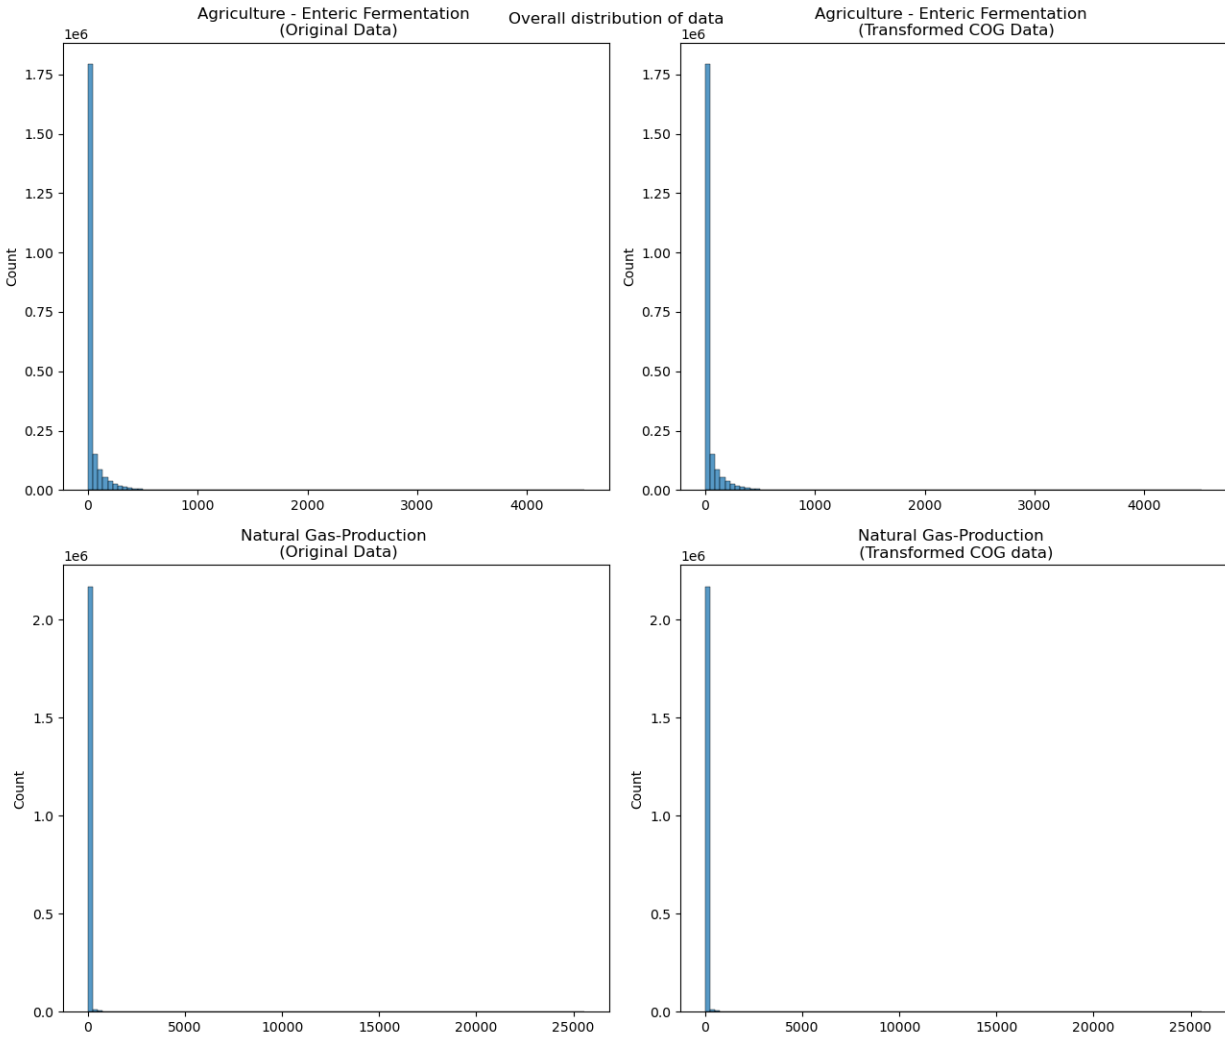 Overall distribution of data
Agriculture - Enteric Fermentation
(Original Data)
1e6
1.75
1.50
1.25
1.00
0.75
0.50
0.25
0.00
Count
0 1000 2000 3000 4000
Agriculture - Enteric Fermentation
(Transformed COG Data)
1e6
1.75
1.50
1.25
1.00
0.75
0.50
0.25
0.00
Count
0 1000 2000 3000 4000
Natural Gas-Production
(Original Data)
1e6
2.0
1.5
1.0
0.5
0.0
Count
0 5000 10000 15000 20000 25000
Natural Gas-Production
(Transformed COG data)
1e6
2.0
1.5
1.0
0.5
0.0
Count
0 5000 10000 15000 20000 25000